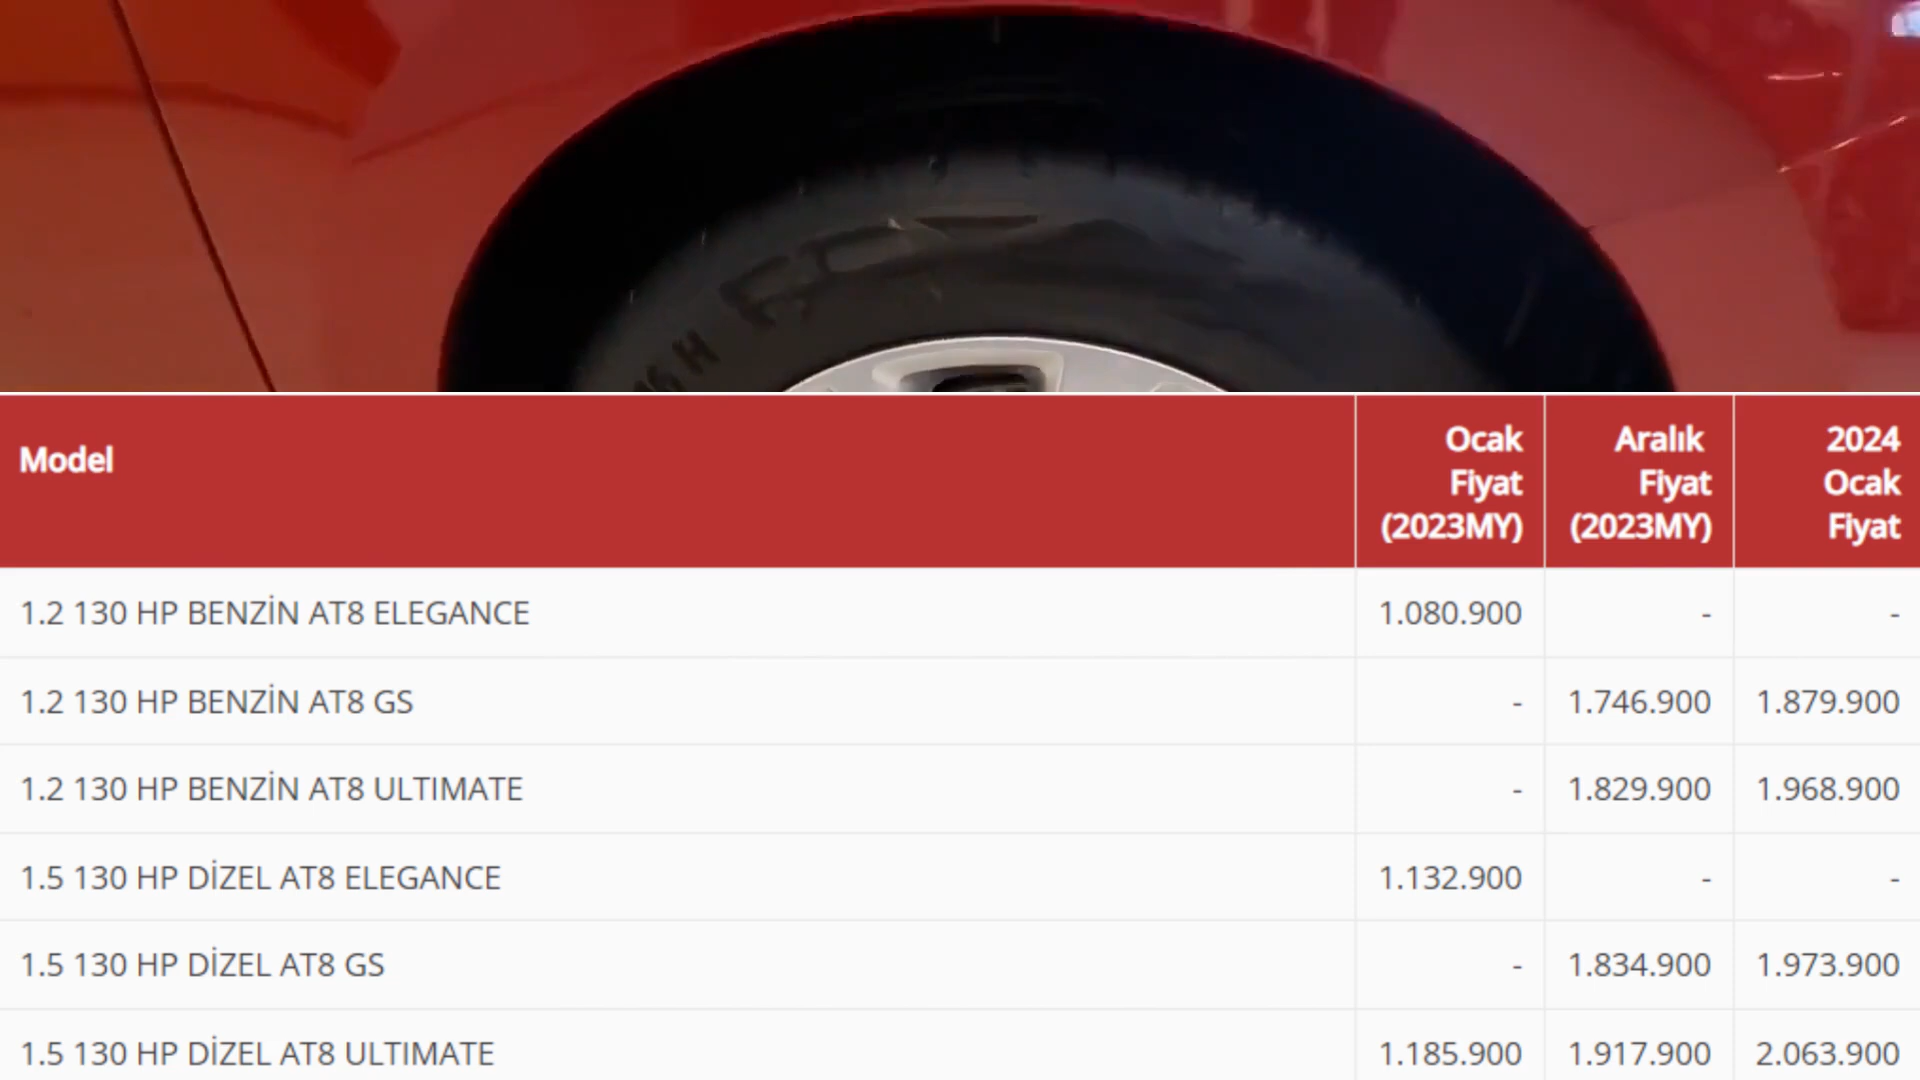 16 H
Model
Ocak
Fiyat
(2023MY)
Aralık
Fiyat
(2023MY)
2024
Ocak
Fiyat
1.2 130 HP BENZİN AT8 ELEGANCE 1.080.900 - -
1.2 130 HP BENZİN AT8 GS - 1.746.900 1.879.900
1.2 130 HP BENZİN AT8 ULTIMATE - 1.829.900 1.968.900
1.5 130 HP DİZEL AT8 ELEGANCE 1.132.900 - -
1.5 130 HP DİZEL AT8 GS - 1.834.900 1.973.900
1.5 130 HP DİZEL AT8 ULTIMATE 1.185.900 1.917.900 2.063.900